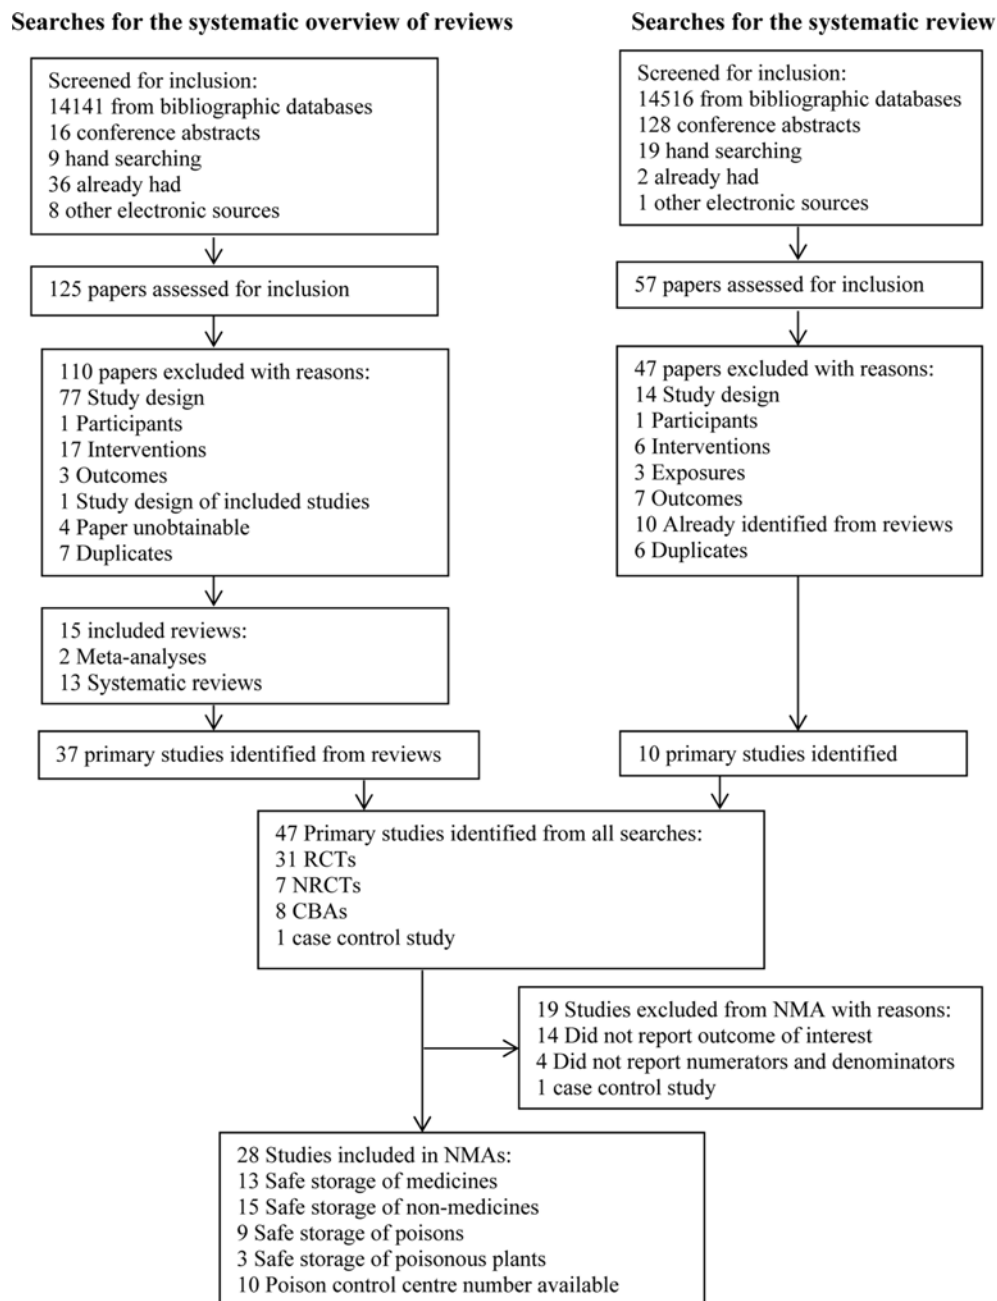 Searches for the systematic overview of reviews
Screened for inclusion:
14141 from bibliographic databases
16 conference abstracts
9 hand searching
36 already had
8 other electronic sources
125 papers assessed for inclusion
110 papers excluded with reasons:
77 Study design
1 Participants
17 Interventions
3 Outcomes
1 Study design of included studies
4 Paper unobtainable
7 Duplicates
15 included reviews:
2 Meta-analyses
13 Systematic reviews
37 primary studies identified from reviews
Searches for the systematic review
Screened for inclusion:
14516 from bibliographic databases
128 conference abstracts
19 hand searching
2 already had
1 other electronic sources
57 papers assessed for inclusion
47 papers excluded with reasons:
14 Study design
1 Participants
6 Interventions
3 Exposures
7 Outcomes
10 Already identified from reviews
6 Duplicates
10 primary studies identified
47 Primary studies identified from all searches:
31 RCTs
7 NRCTs
8 CBAs
1 case control study
19 Studies excluded from NMA with reasons:
14 Did not report outcome of interest
4 Did not report numerators and denominators
1 case control study
28 Studies included in NMAs:
13 Safe storage of medicines
15 Safe storage of non-medicines
9 Safe storage of poisons
3 Safe storage of poisonous plants
10 Poison control centre number available